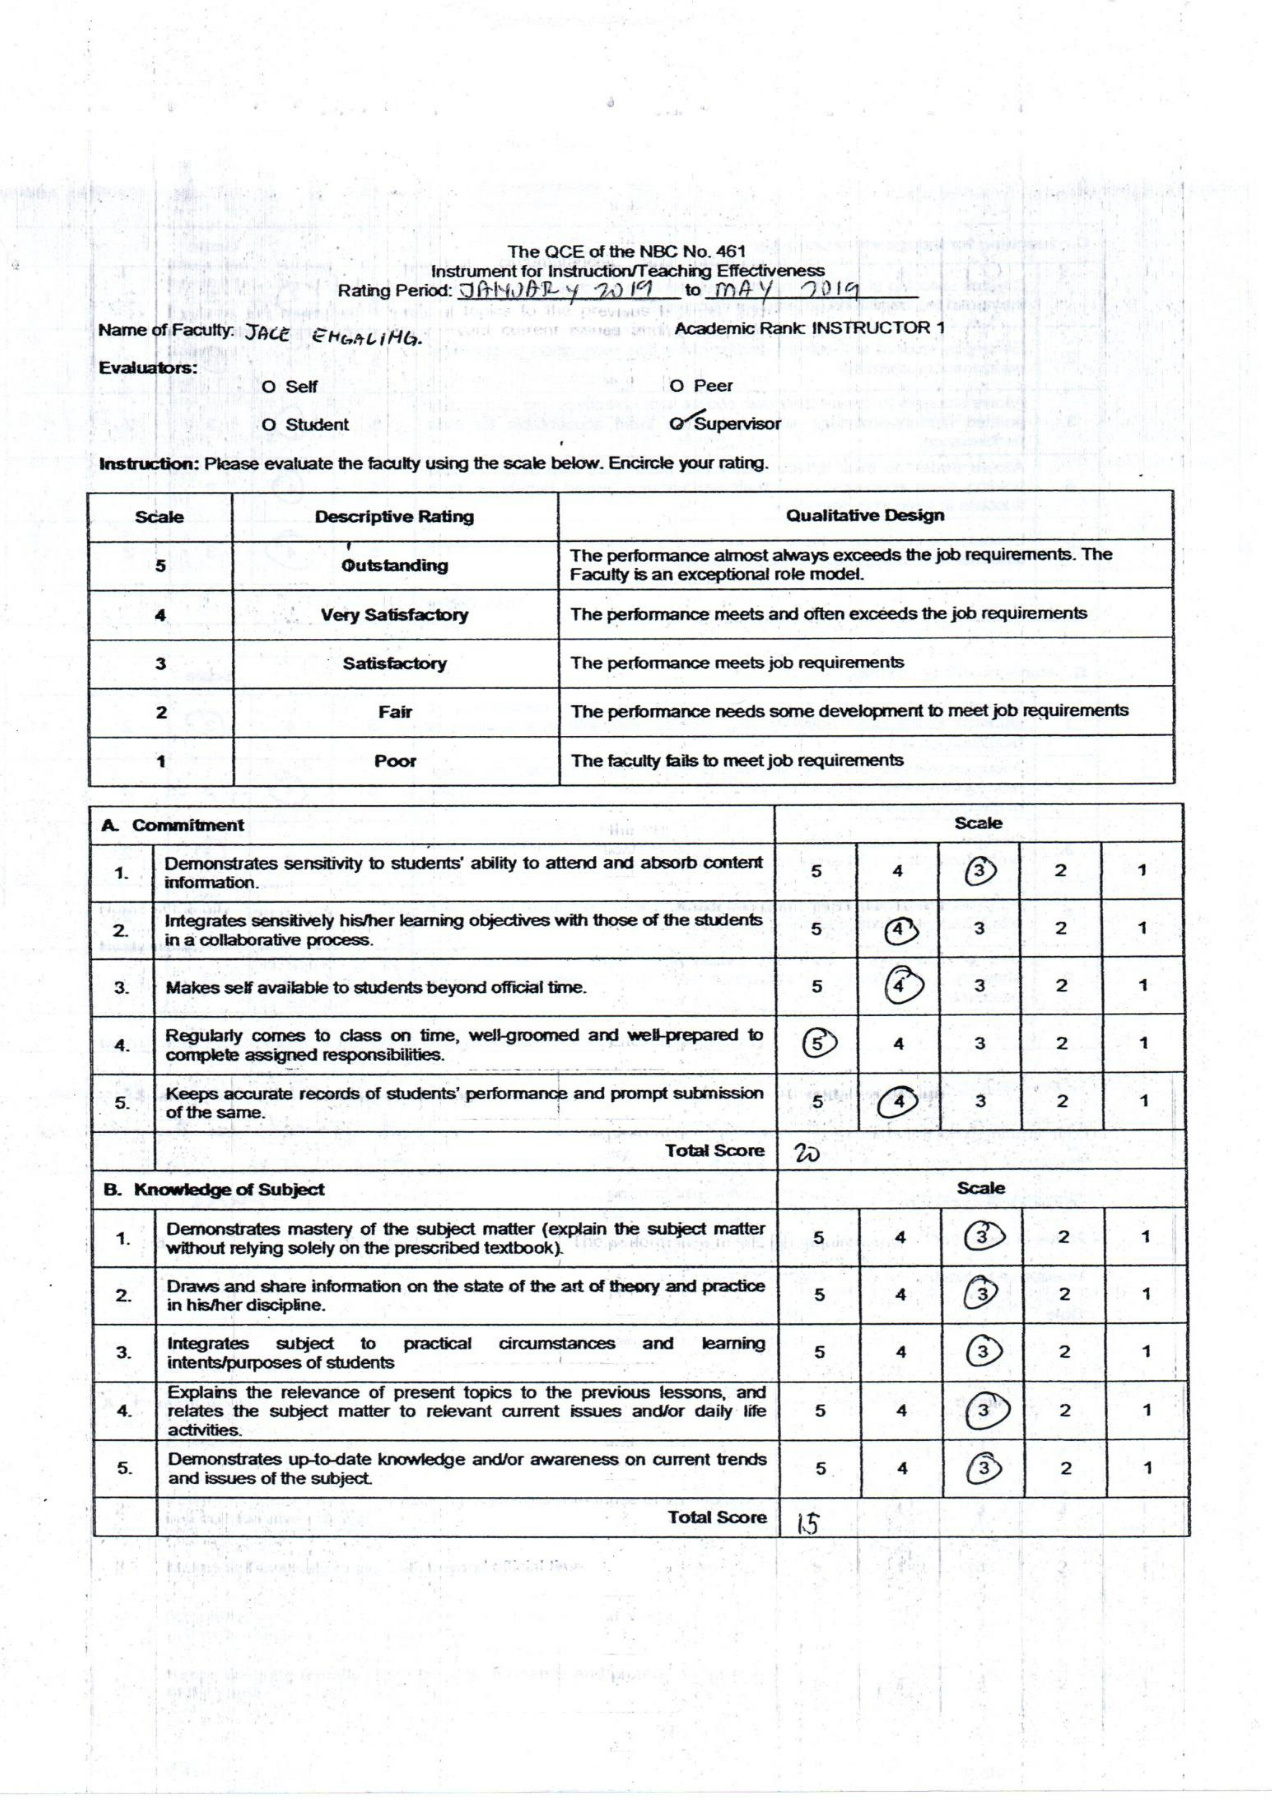 The QCE of the NBC No. 461
Instrument for Instruction/Teaching Effectiveness
Rating Period: JANUARY 2019 to MAY 2019
Name of Faculty: JACE ENGALING. Academic Rank: INSTRUCTOR 1
Evaluators:
O Self O Peer
O Student O Supervisor
Instruction: Please evaluate the faculty using the scale below. Encircle your rating.
Scale Descriptive Rating Qualitative Design
5 Outstanding The performance almost always exceeds the job requirements. The
Faculty is an exceptional role model.
4 Very Satisfactory The performance meets and often exceeds the job requirements
3 Satisfactory The performance meets job requirements
2 Fair The performance needs some development to meet job requirements
1 Poor The faculty fails to meet job requirements
A. Commitment Scale
1. Demonstrates sensitivity to students' ability to attend and absorb content
information. 5 4 3 2 1
2. Integrates sensitively his/her learning objectives with those of the students
in a collaborative process. 5 4 3 2 1
3. Makes self available to students beyond official time. 5 4 3 2 1
4. Regularly comes to class on time, well-groomed and well-prepared to
complete assigned responsibilities. 5 4 3 2 1
5. Keeps accurate records of students' performance and prompt submission
of the same. 5 4 3 2 1
Total Score 20
B. Knowledge of Subject Scale
1. Demonstrates mastery of the subject matter (explain the subject matter
without relying solely on the prescribed textbook). 5 4 3 2 1
2. Draws and share information on the state of the art of theory and practice
in his/her discipline. 5 4 3 2 1
3. Integrates subject to practical circumstances and learning
intents/purposes of students 5 4 3 2 1
4. Explains the relevance of present topics to the previous lessons, and
relates the subject matter to relevant current issues and/or daily life
activities. 5 4 3 2 1
5. Demonstrates up-to-date knowledge and/or awareness on current trends
and issues of the subject. 5 4 3 2 1
Total Score 15